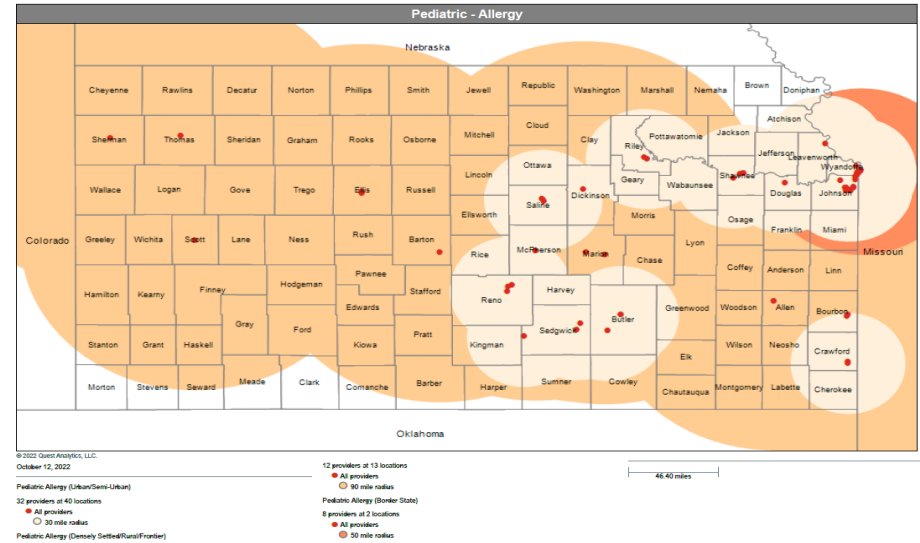 Pediatric - Allergy
Nebraska
Cheyenne Rawlins Decatur Norton Phillips Smith Jewell Republic Washington Marshall Nemaha Brown Doniphan
Atchison
Sherman Thomas Sheridan Graham Rooks Osborne Mitchell Cloud Clay Riley Pottawatomie Jackson Jefferson Leavenworth Wyandotte
Ottawa
Wallace Logan Gove Trego Ellis Russell Lincoln Saline Dickinson Geary Wabaunsee Shawnee Douglas Johnson
Ellsworth Morris Osage
Colorado Greeley Wichita Scott Lane Ness Rush Barton Rice McPherson Marion Chase Lyon Franklin Miami
Missouri
Hamilton Kearny Finney Hodgeman Pawnee Stafford Reno Harvey Coffey Anderson Linn
Edwards
Gray Ford Sedgwick Butler Greenwood Woodson Allen Bourbon
Stanton Grant Haskell Kiowa Pratt Kingman Wilson Neosho Crawford
Elk
Morton Stevens Seward Meade Clark Comanche Barber Harper Sumner Cowley Chautauqua Montgomery Labette Cherokee
Oklahoma
© 2022 Quest Analytics, LLC.
October 12, 2022
Pediatric Allergy (Urban/Semi-Urban)
32 providers at 40 locations
All providers
30 mile radius
Pediatric Allergy (Densely Settled/Rural/Frontier)
12 providers at 13 locations
All providers
90 mile radius
Pediatric Allergy (Border State)
8 providers at 2 locations
All providers
50 mile radius
46.40 miles